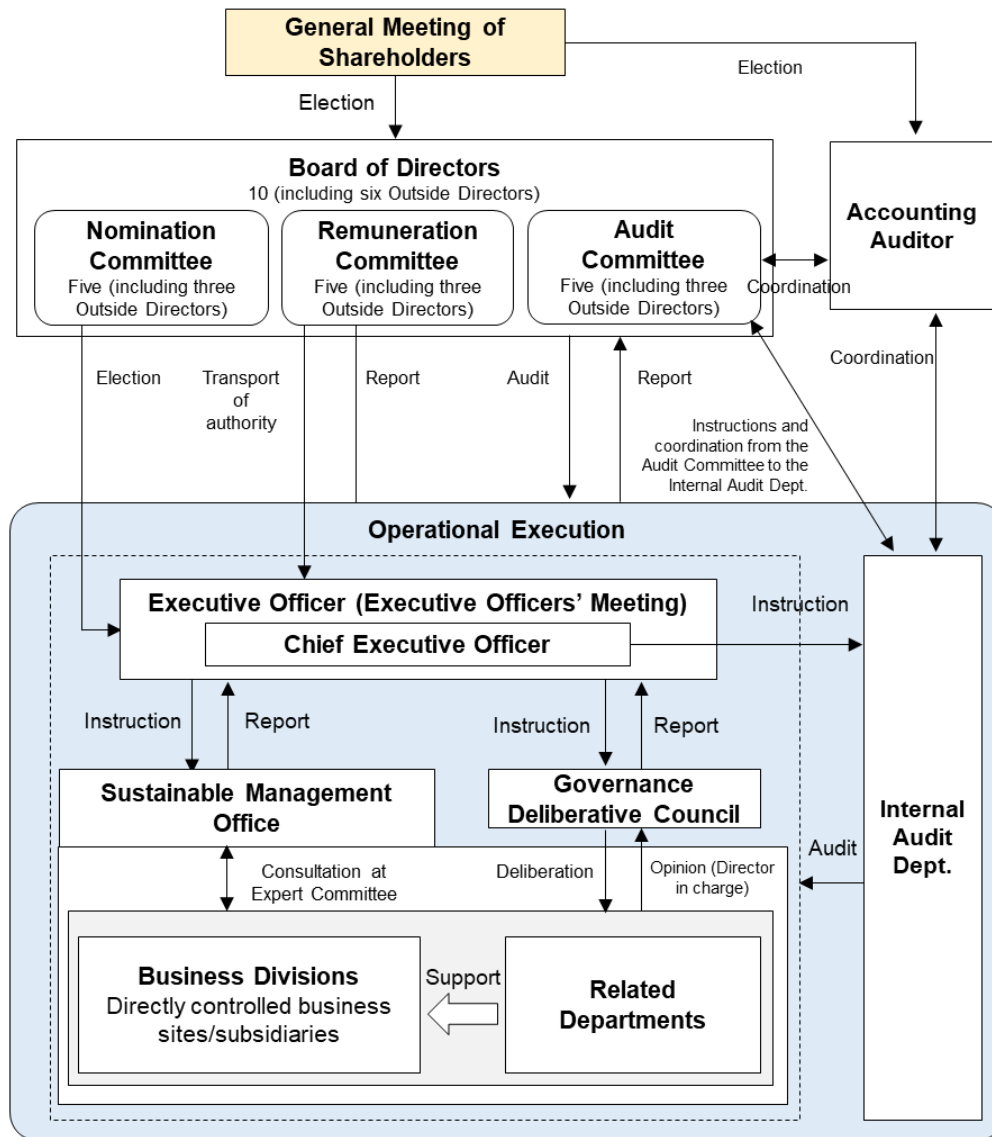 General Meeting of
Shareholders
Election
Election
Board of Directors
10 (including six Outside Directors)
Nomination
Committee
Five (including three
Outside Directors)
Remuneration
Committee
Five (including three
Outside Directors)
Audit
Committee
Five (including three
Outside Directors)
Coordination
Accounting
Auditor
Coordination
Election
Transport
of
authority
Report
Audit
Report
Instructions and
coordination from the
Audit Committee to the
Internal Audit Dept.
Operational Execution
Executive Officer (Executive Officers' Meeting)
Chief Executive Officer
Instruction
Instruction
Report
Instruction
Report
Sustainable Management
Office
Governance
Deliberative Council
Internal
Audit
Dept.
Audit
Consultation at
Expert Committee
Deliberation
Opinion (Director
in charge)
Business Divisions
Directly controlled business
sites/subsidiaries
Support
Related
Departments